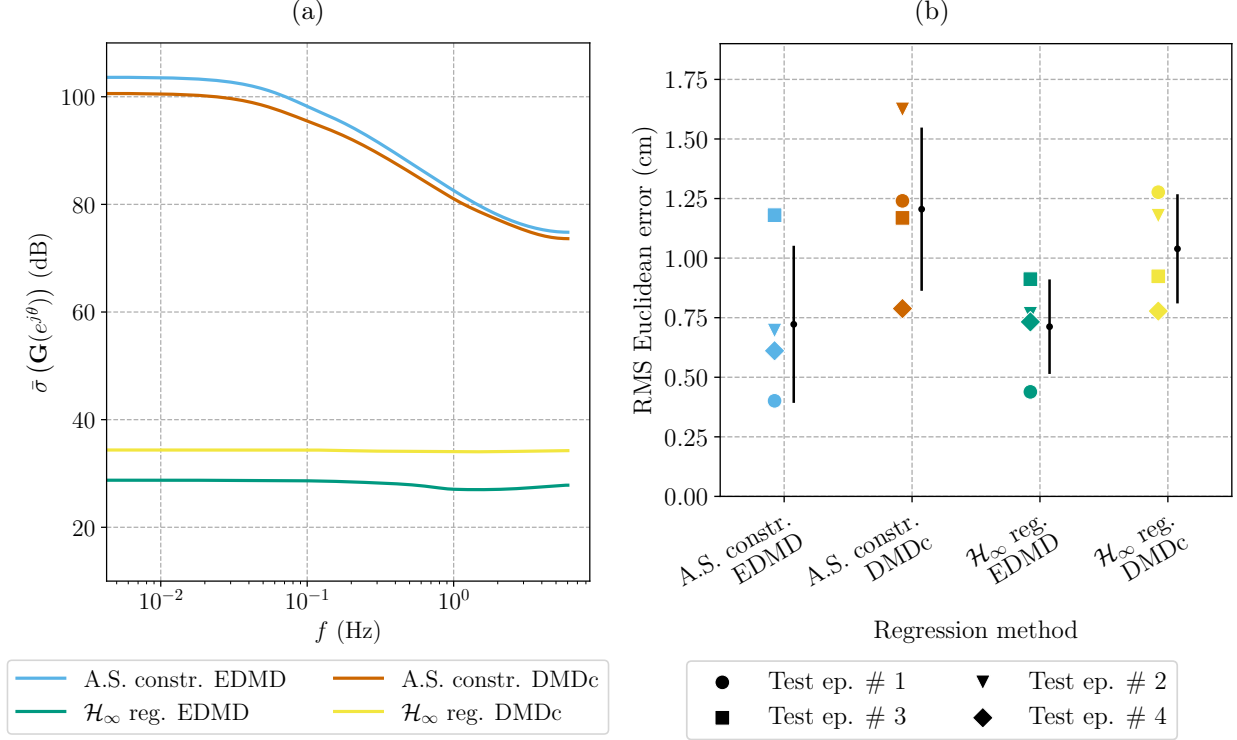 (a)
(b)
100
80
60
40
20
σ̄ (G(e^{jθ})) (dB)
10⁻²
10⁻¹
10⁰
f (Hz)
1.75
1.50
1.25
1.00
0.75
0.50
0.25
0.00
RMS Euclidean error (cm)
A.S. constr.
EDMD
A.S. constr.
DMDc
ℋ∞ reg.
EDMD
ℋ∞ reg.
DMDc
Regression method
A.S. constr. EDMD
A.S. constr. DMDc
ℋ∞ reg. EDMD
ℋ∞ reg. DMDc
Test ep. # 1
Test ep. # 2
Test ep. # 3
Test ep. # 4